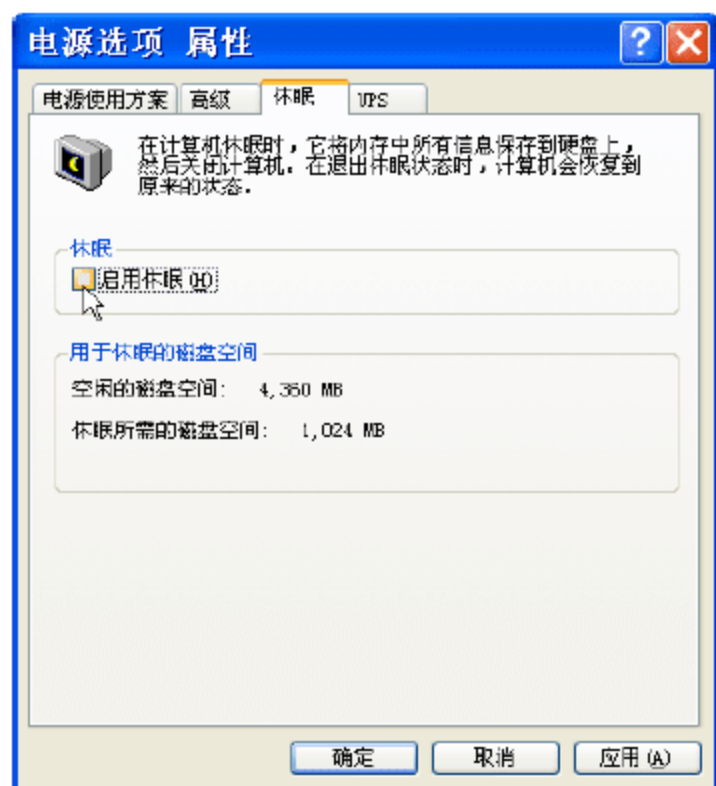 电源选项 属性
电源使用方案 高级 休眠 UPS
在计算机休眠时，它将内存中所有信息保存到硬盘上，
然后关闭计算机. 在退出休眠状态时，计算机会恢复到
原来的状态.
休眠
启用休眠(H)
用于休眠的磁盘空间
空闲的磁盘空间: 4,360 MB
休眠所需的磁盘空间: 1,024 MB
确定 取消 应用(A)